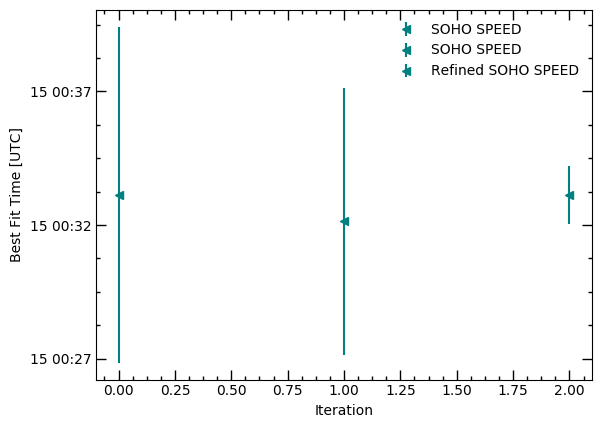 SOHO SPEED
SOHO SPEED
Refined SOHO SPEED
Best Fit Time [UTC]
15 00:37
15 00:32
15 00:27
0.00 0.25 0.50 0.75 1.00 1.25 1.50 1.75 2.00
Iteration